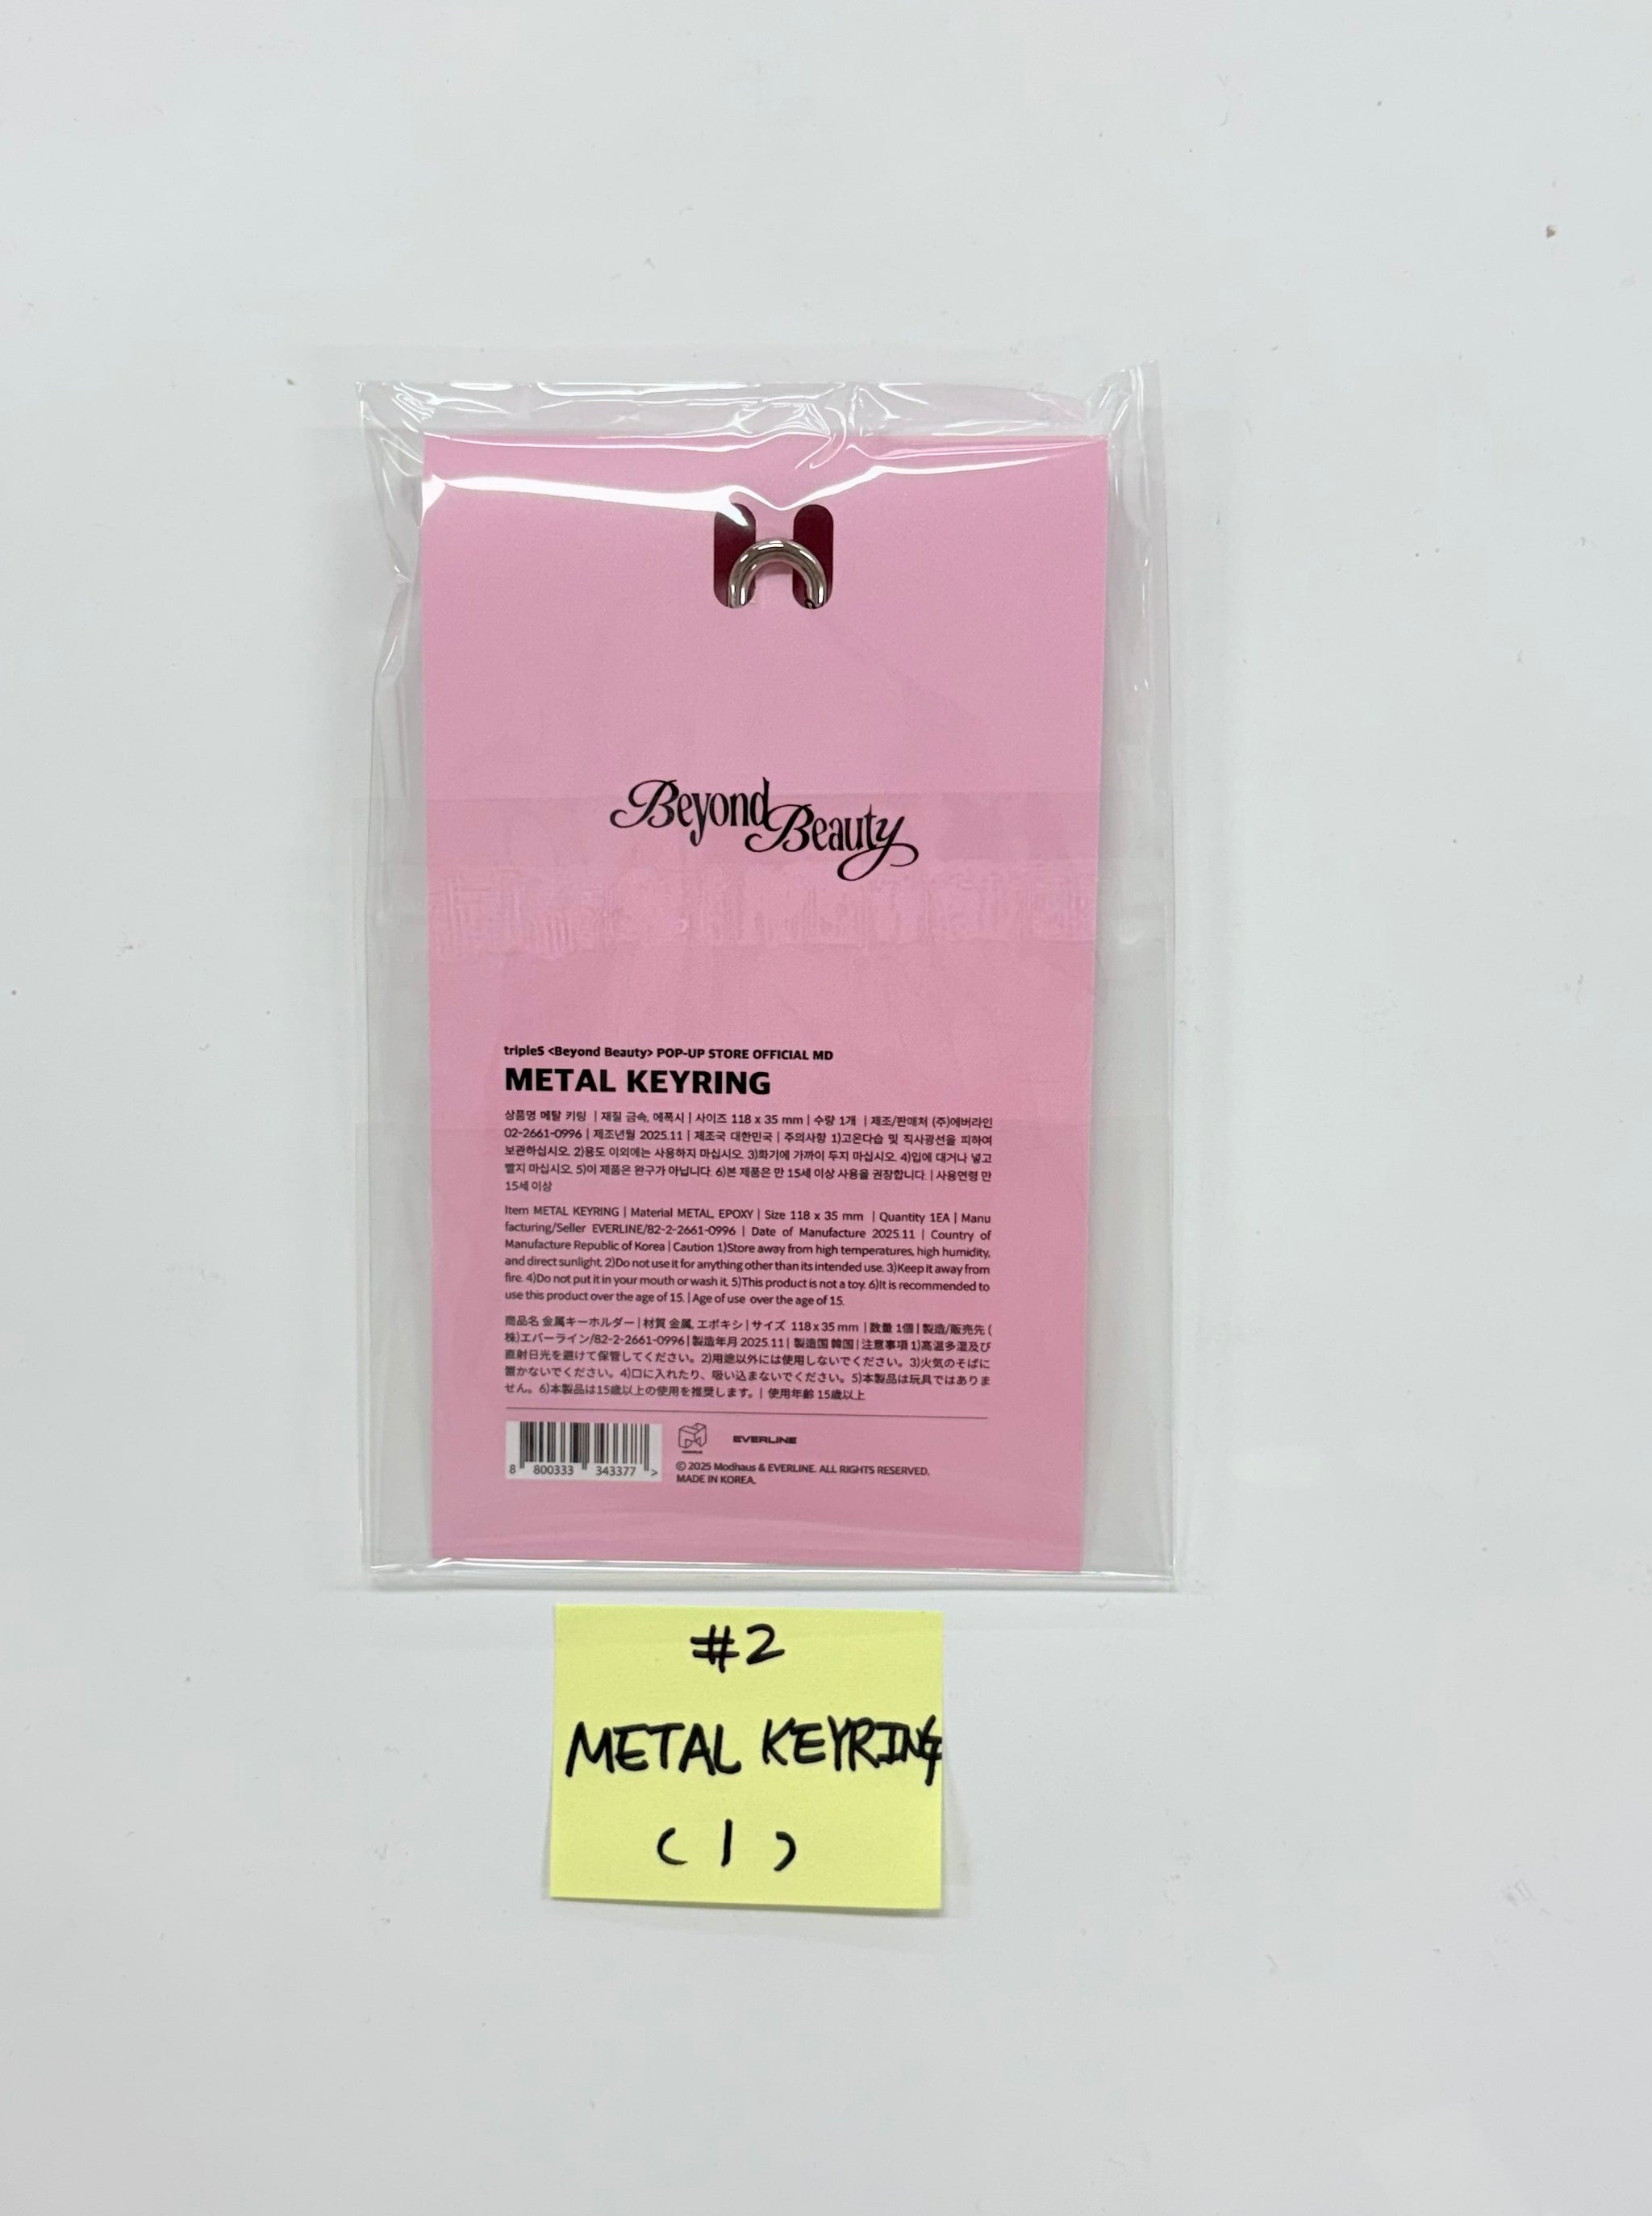 Beyond Beauty
tripleS <Beyond Beauty> POP-UP STORE OFFICIAL MD
METAL KEYRING
상품명 메탈 키링 | 재질 금속, 에폭시 | 사이즈 118 x 35 mm | 수량 1개 | 제조/판매처 (주)에버라인
02-2661-0996 | 제조년월 2025.11 | 제조국 대한민국 | 주의사항 1)고온다습 및 직사광선을 피하여
보관하십시오. 2)용도 이외에는 사용하지 마십시오. 3)화기에 가까이 두지 마십시오. 4)입에 대거나 넣고
빨지 마십시오. 5)이 제품은 완구가 아닙니다. 6)본 제품은 만 15세 이상 사용을 권장합니다. | 사용연령 만
15세 이상
Item METAL KEYRING | Material METAL, EPOXY | Size 118 x 35 mm | Quantity 1EA | Manu
facturing/Seller EVERLINE/82-2-2661-0996 | Date of Manufacture 2025.11 | Country of
Manufacture Republic of Korea | Caution 1)Store away from high temperatures, high humidity,
and direct sunlight. 2)Do not use it for anything other than its intended use. 3)Keep it away from
fire. 4)Do not put it in your mouth or wash it. 5)This product is not a toy. 6)It is recommended to
use this product over the age of 15. | Age of use over the age of 15.
商品名 金属キーホルダー | 材質 金属, エポキシ | サイズ 118 x 35 mm | 数量 1個 | 製造/販売先 (
株)エバーライン/82-2-2661-0996 | 製造年月 2025.11 | 製造国 韓国 | 注意事項 1)高温多湿及び
直射日光を避けて保管してください。2)用途以外には使用しないでください。3)火気のそばに
置かないでください。4)口に入れたり、吸い込まないでください。5)本製品は玩具ではありま
せん。6)本製品は15歳以上の使用を推奨します。 | 使用年齢 15歳以上
8 800333 343377 >
EVERLINE
© 2025 Modhaus & EVERLINE. ALL RIGHTS RESERVED.
MADE IN KOREA.
#2
METAL KEYRING
(1)